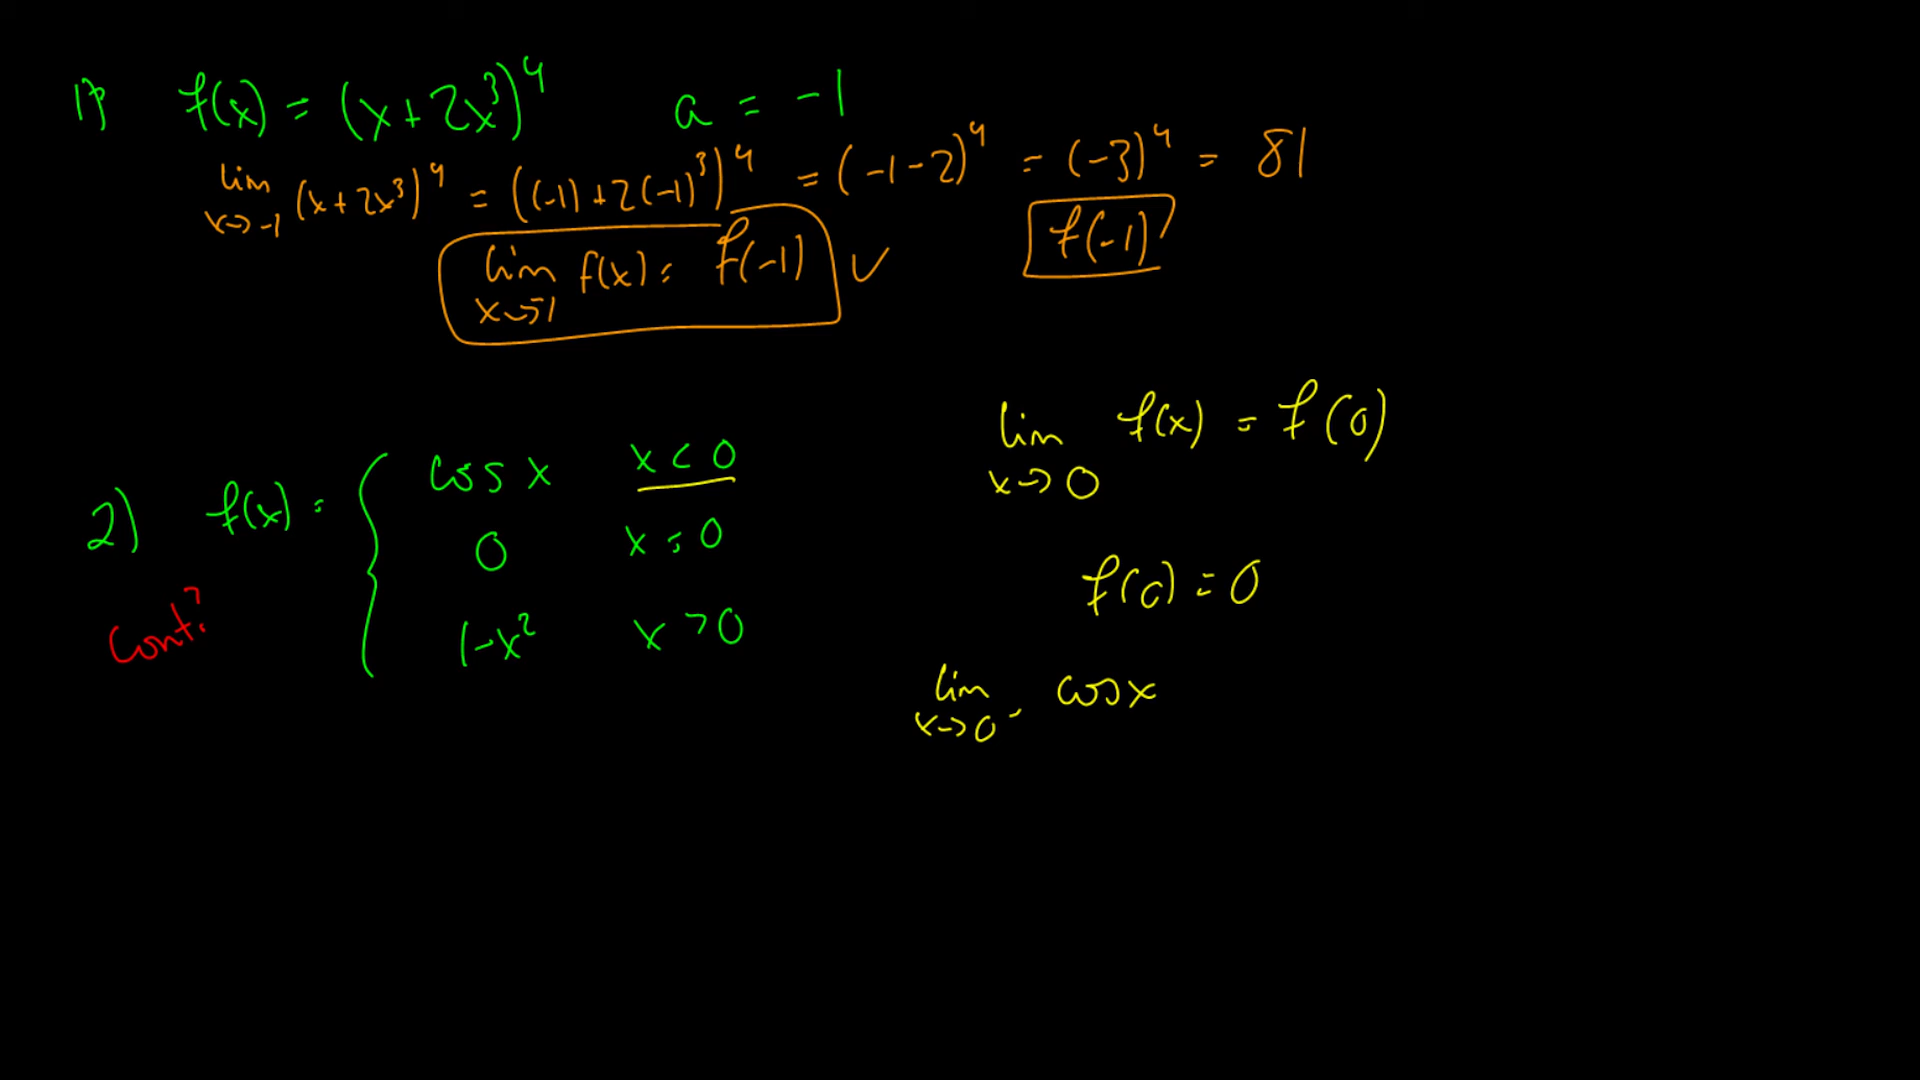 1) f(x) = (x+2x³)⁴ a = -1
lim x→-1 (x+2x³)⁴ = ((-1)+2(-1)³)⁴ = (-1-2)⁴ = (-3)⁴ = 81
lim x→-1 f(x) = f(-1) ✓ f(-1)
lim x→0 f(x) = f(0)
2) f(x) = { cos x x < 0
0 x = 0
1-x² x > 0
Cont?
f(0) = 0
lim x→0⁻ cos x